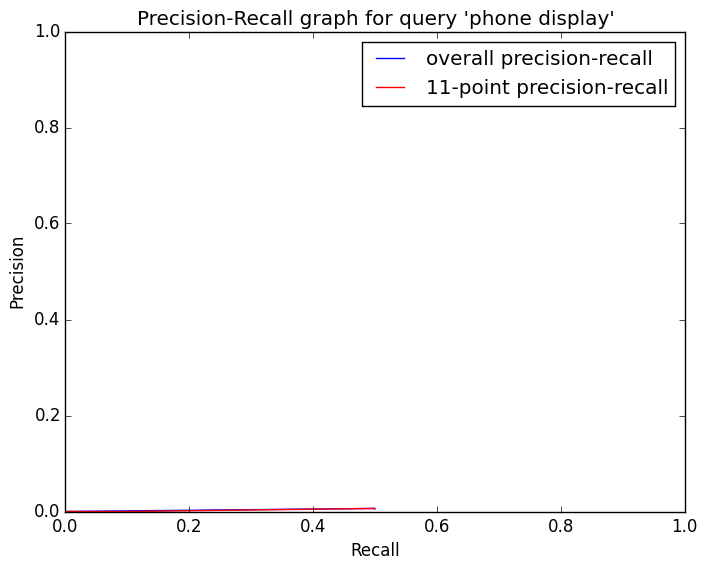 Precision-Recall graph for query 'phone display'
1.0
overall precision-recall
11-point precision-recall
0.8
0.6
Precision
0.4
0.2
0.0
0.0 0.2 0.4 0.6 0.8 1.0
Recall